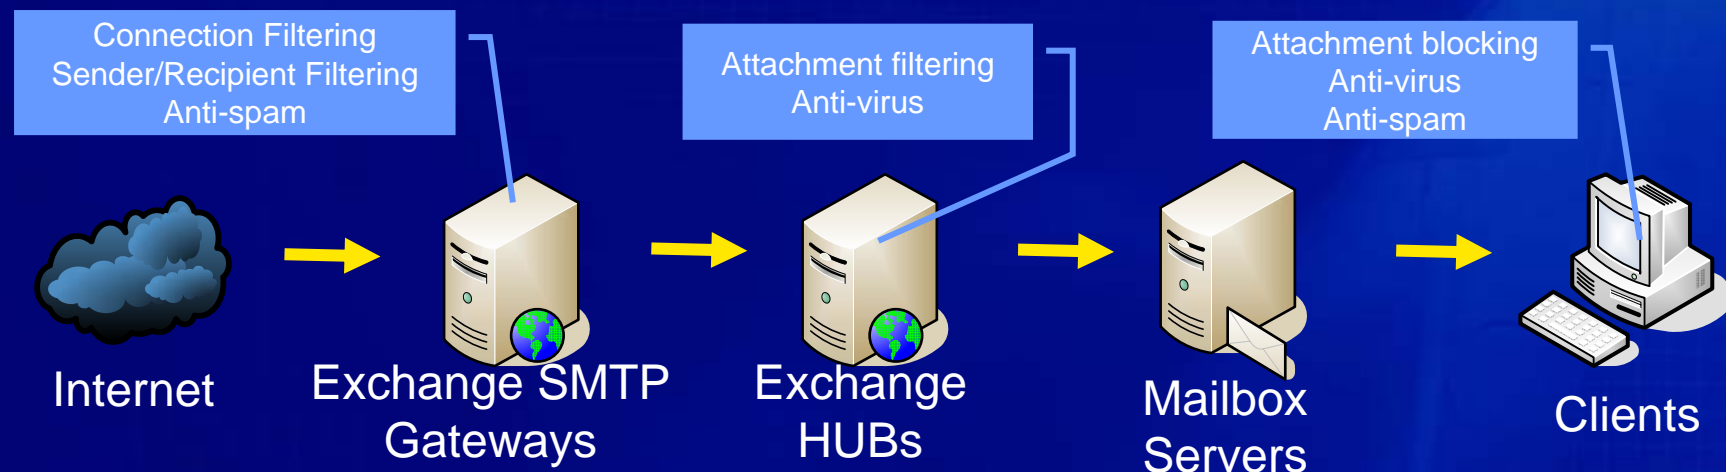 Connection Filtering
Sender/Recipient Filtering
Anti-spam
Attachment filtering
Anti-virus
Attachment blocking
Anti-virus
Anti-spam
Internet
Exchange SMTP
Gateways
Exchange
HUBs
Mailbox
Servers
Clients